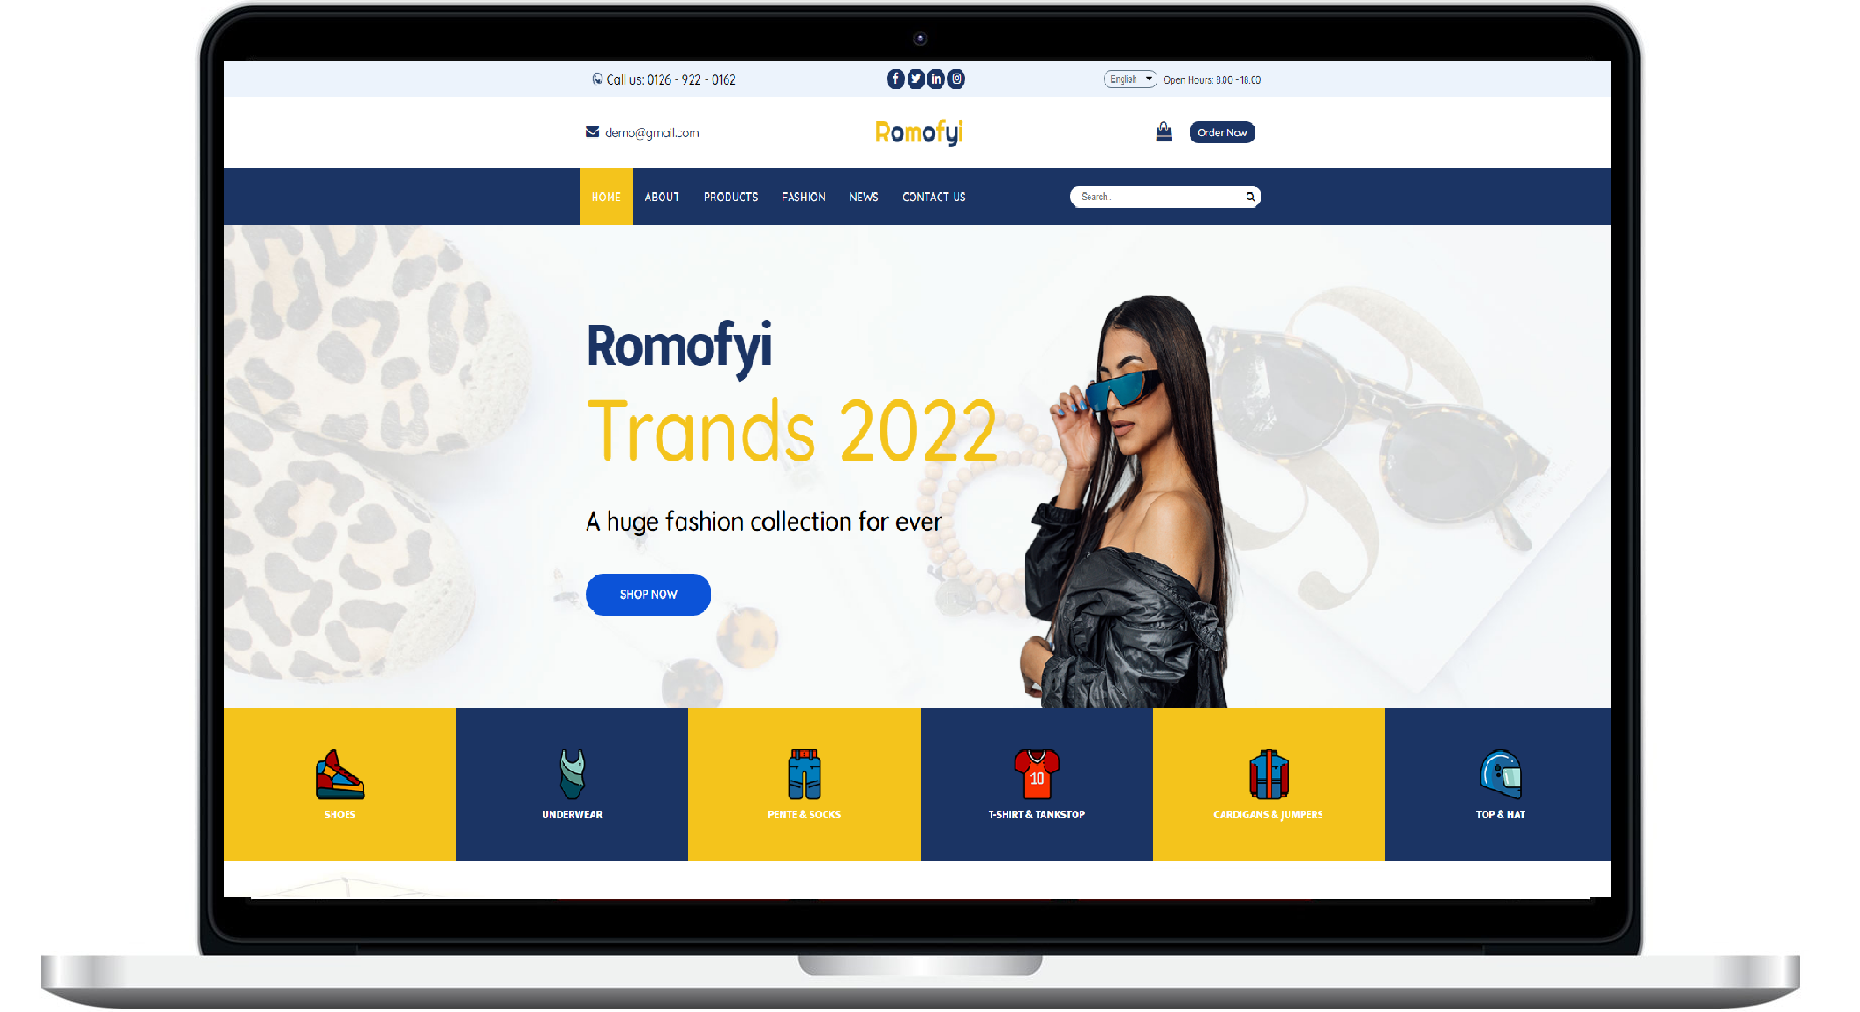 Call us: 0126 - 922 - 0162
English
Open Hours: 8.00 -18.00
demo@gmail.com
Romofyi
Order Now
HOME ABOUT PRODUCTS FASHION NEWS CONTACT US
Search..
Romofyi
Trands 2022
A huge fashion collection for ever
SHOP NOW
10
SHOES
UNDERWEAR
PENTE & SOCKS
T-SHIRT & TANKSTOP
CARDIGANS & JUMPERS
TOP & HAT